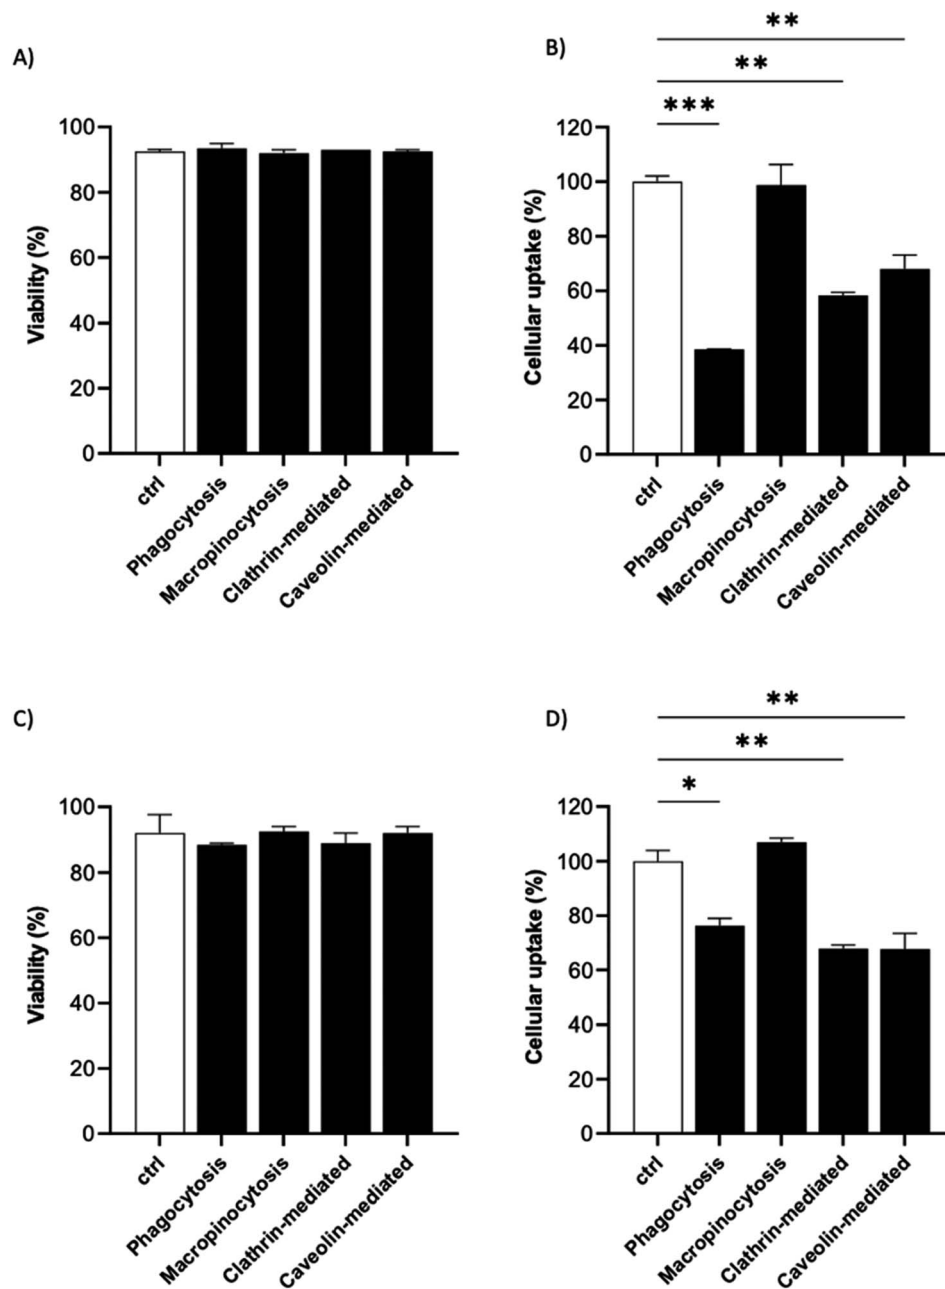 A)
Viability (%)
100
80
60
40
20
0
ctrl
Phagocytosis
Macropinocytosis
Clathrin-mediated
Caveolin-mediated
B)
**
**
***
Cellular uptake (%)
120
100
80
60
40
20
0
ctrl
Phagocytosis
Macropinocytosis
Clathrin-mediated
Caveolin-mediated
C)
Viability (%)
100
80
60
40
20
0
ctrl
Phagocytosis
Macropinocytosis
Clathrin-mediated
Caveolin-mediated
D)
**
**
*
Cellular uptake (%)
120
100
80
60
40
20
0
ctrl
Phagocytosis
Macropinocytosis
Clathrin-mediated
Caveolin-mediated